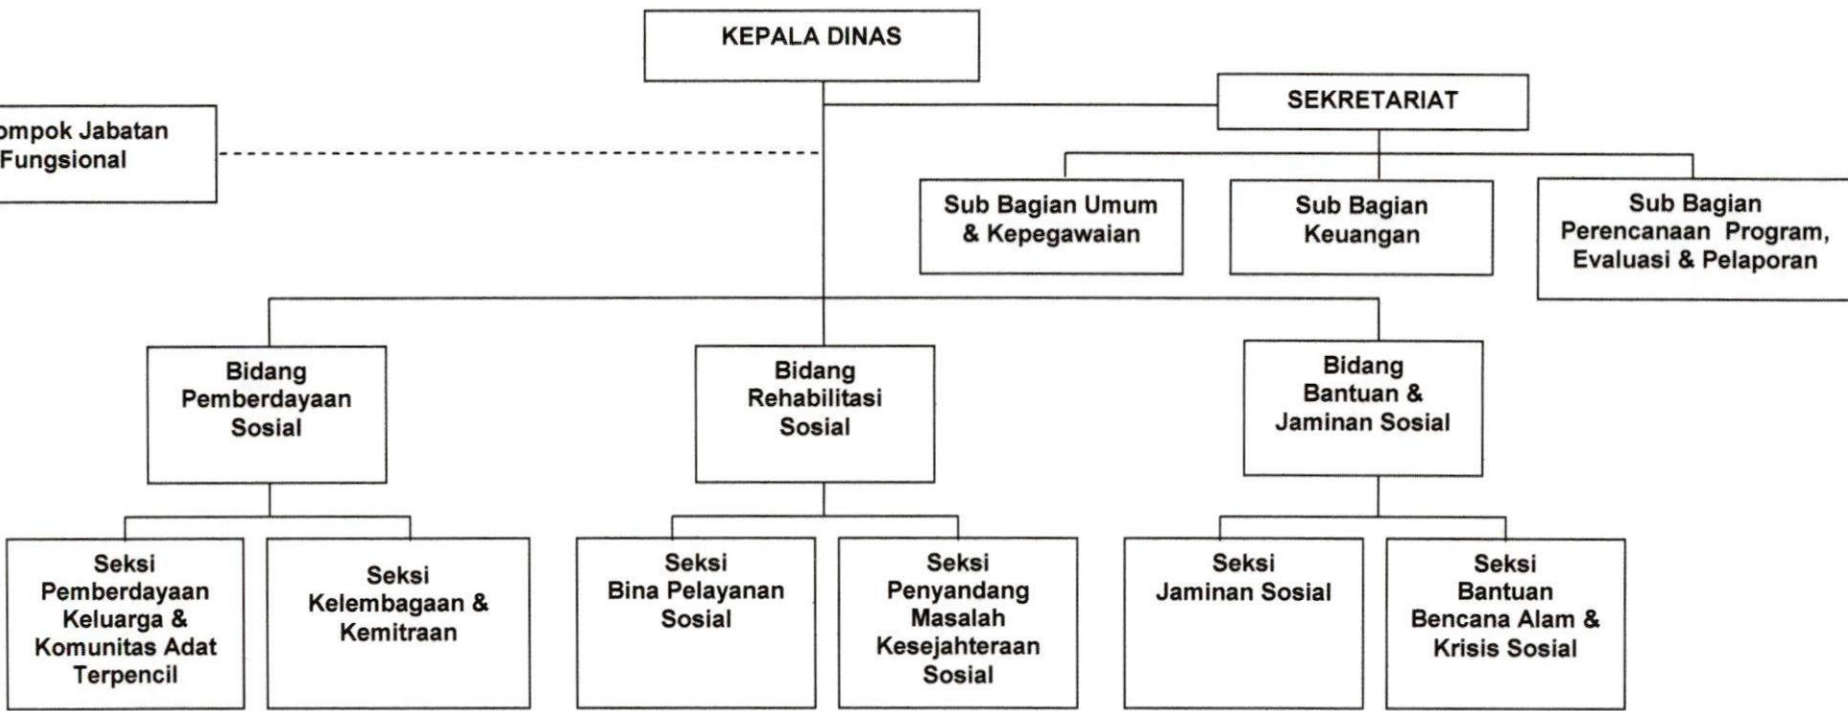 KEPALA DINAS
SEKRETARIAT
ompok Jabatan
Fungsional
Sub Bagian Umum
& Kepegawaian
Sub Bagian
Keuangan
Sub Bagian
Perencanaan Program,
Evaluasi & Pelaporan
Bidang
Pemberdayaan
Sosial
Bidang
Rehabilitasi
Sosial
Bidang
Bantuan &
Jaminan Sosial
Seksi
Pemberdayaan
Keluarga &
Komunitas Adat
Terpencil
Seksi
Kelembagaan &
Kemitraan
Seksi
Bina Pelayanan
Sosial
Seksi
Penyandang
Masalah
Kesejahteraan
Sosial
Seksi
Jaminan Sosial
Seksi
Bantuan
Bencana Alam &
Krisis Sosial